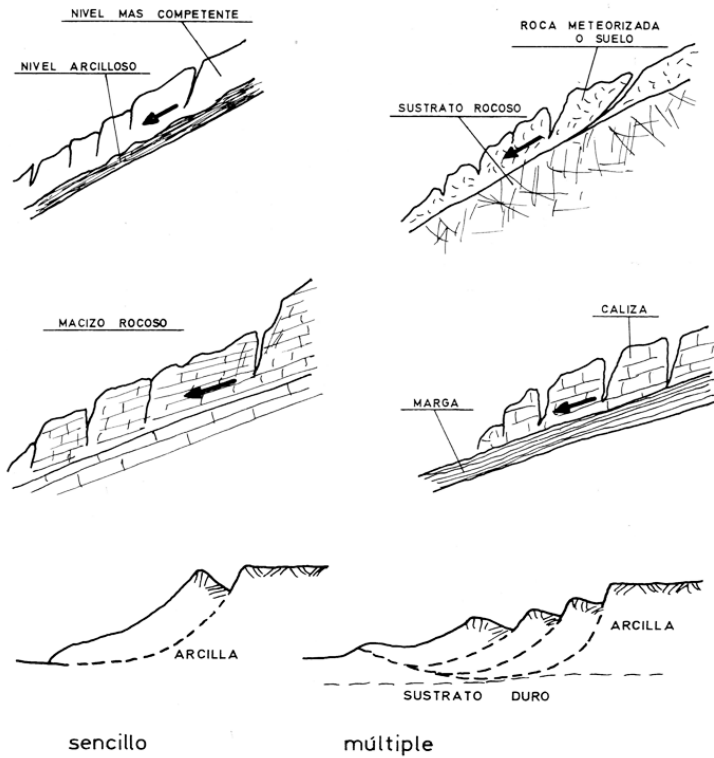 NIVEL MAS COMPETENTE
NIVEL ARCILLOSO
ROCA METEORIZADA
O SUELO
SUSTRATO ROCOSO
MACIZO ROCOSO
CALIZA
MARGA
ARCILLA
ARCILLA
SUSTRATO DURO
sencillo
múltiple